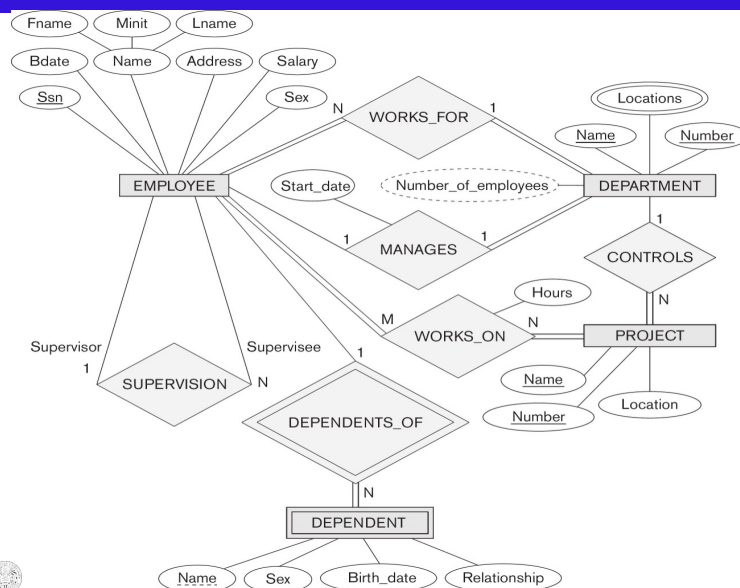 Fname Minit Lname
Bdate Name Address Salary
Ssn Sex
N WORKS_FOR 1
Locations
Name Number
EMPLOYEE Start_date Number_of_employees DEPARTMENT
1 MANAGES 1
1
CONTROLS
N
Hours
M WORKS_ON N PROJECT
Supervisor Supervisee
1 SUPERVISION N
1
Name
Number Location
DEPENDENTS_OF
N
DEPENDENT
Name Sex Birth_date Relationship